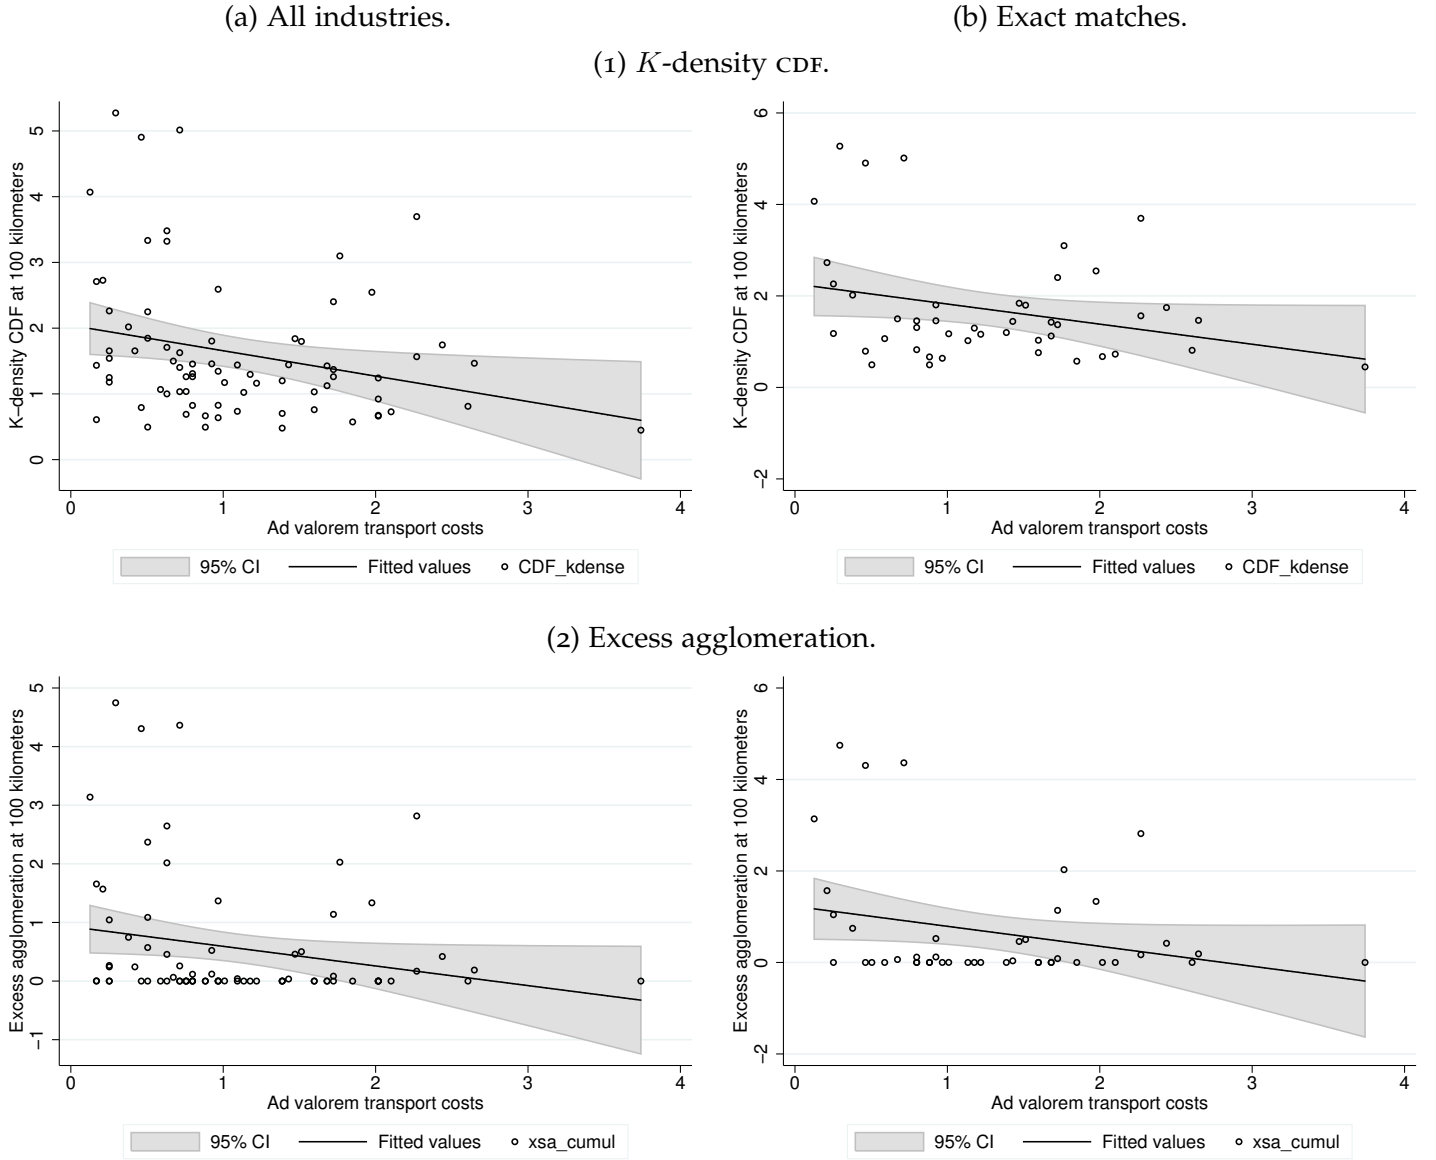 (a) All industries.
(b) Exact matches.
(1) K-density CDF.
K−density CDF at 100 kilometers
5
4
3
2
1
0
0 1 2 3 4
Ad valorem transport costs
95% CI Fitted values CDF_kdense
K−density CDF at 100 kilometers
6
4
2
0
−2
0 1 2 3 4
Ad valorem transport costs
95% CI Fitted values CDF_kdense
(2) Excess agglomeration.
Excess agglomeration at 100 kilometers
5
4
3
2
1
0
−1
0 1 2 3 4
Ad valorem transport costs
95% CI Fitted values xsa_cumul
Excess agglomeration at 100 kilometers
6
4
2
0
−2
0 1 2 3 4
Ad valorem transport costs
95% CI Fitted values xsa_cumul